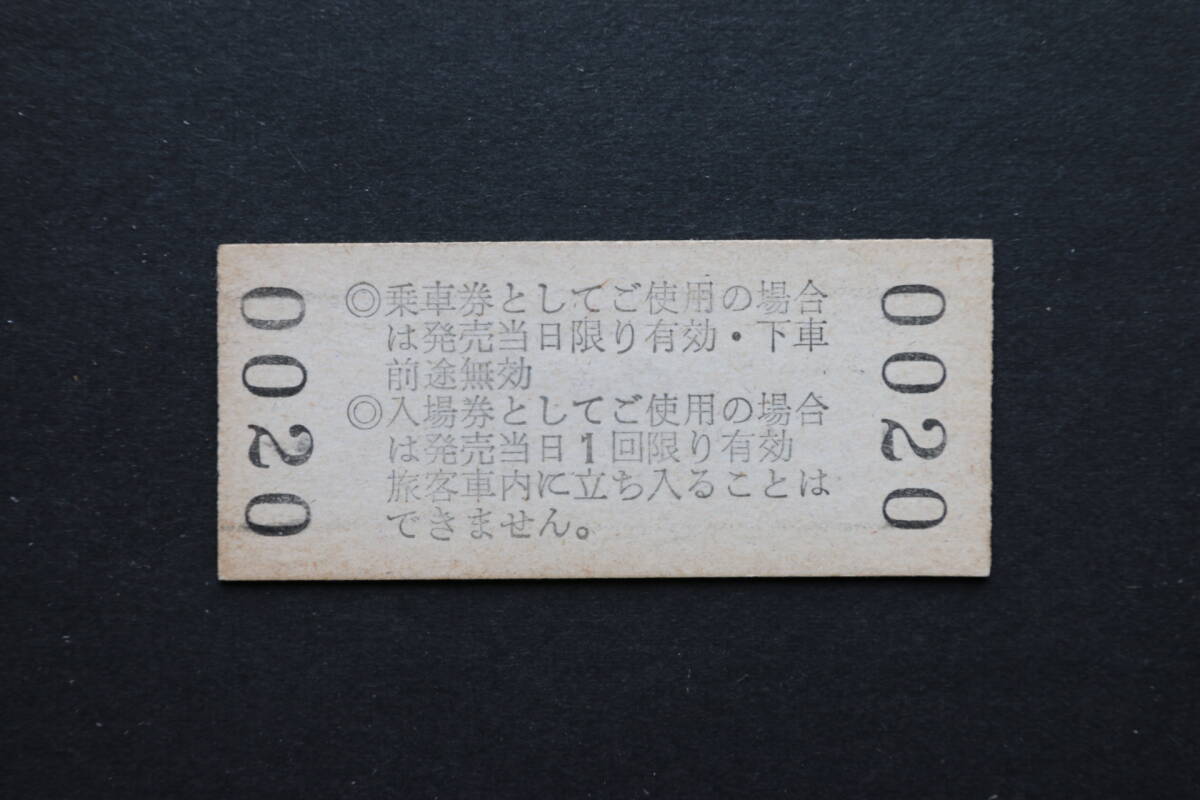 0020
◎乗車券としてご使用の場合
は発売当日限り有効・下車
前途無効
◎入場券としてご使用の場合
は発売当日1回限り有効
旅客車内に立ち入ることは
できません。
0020